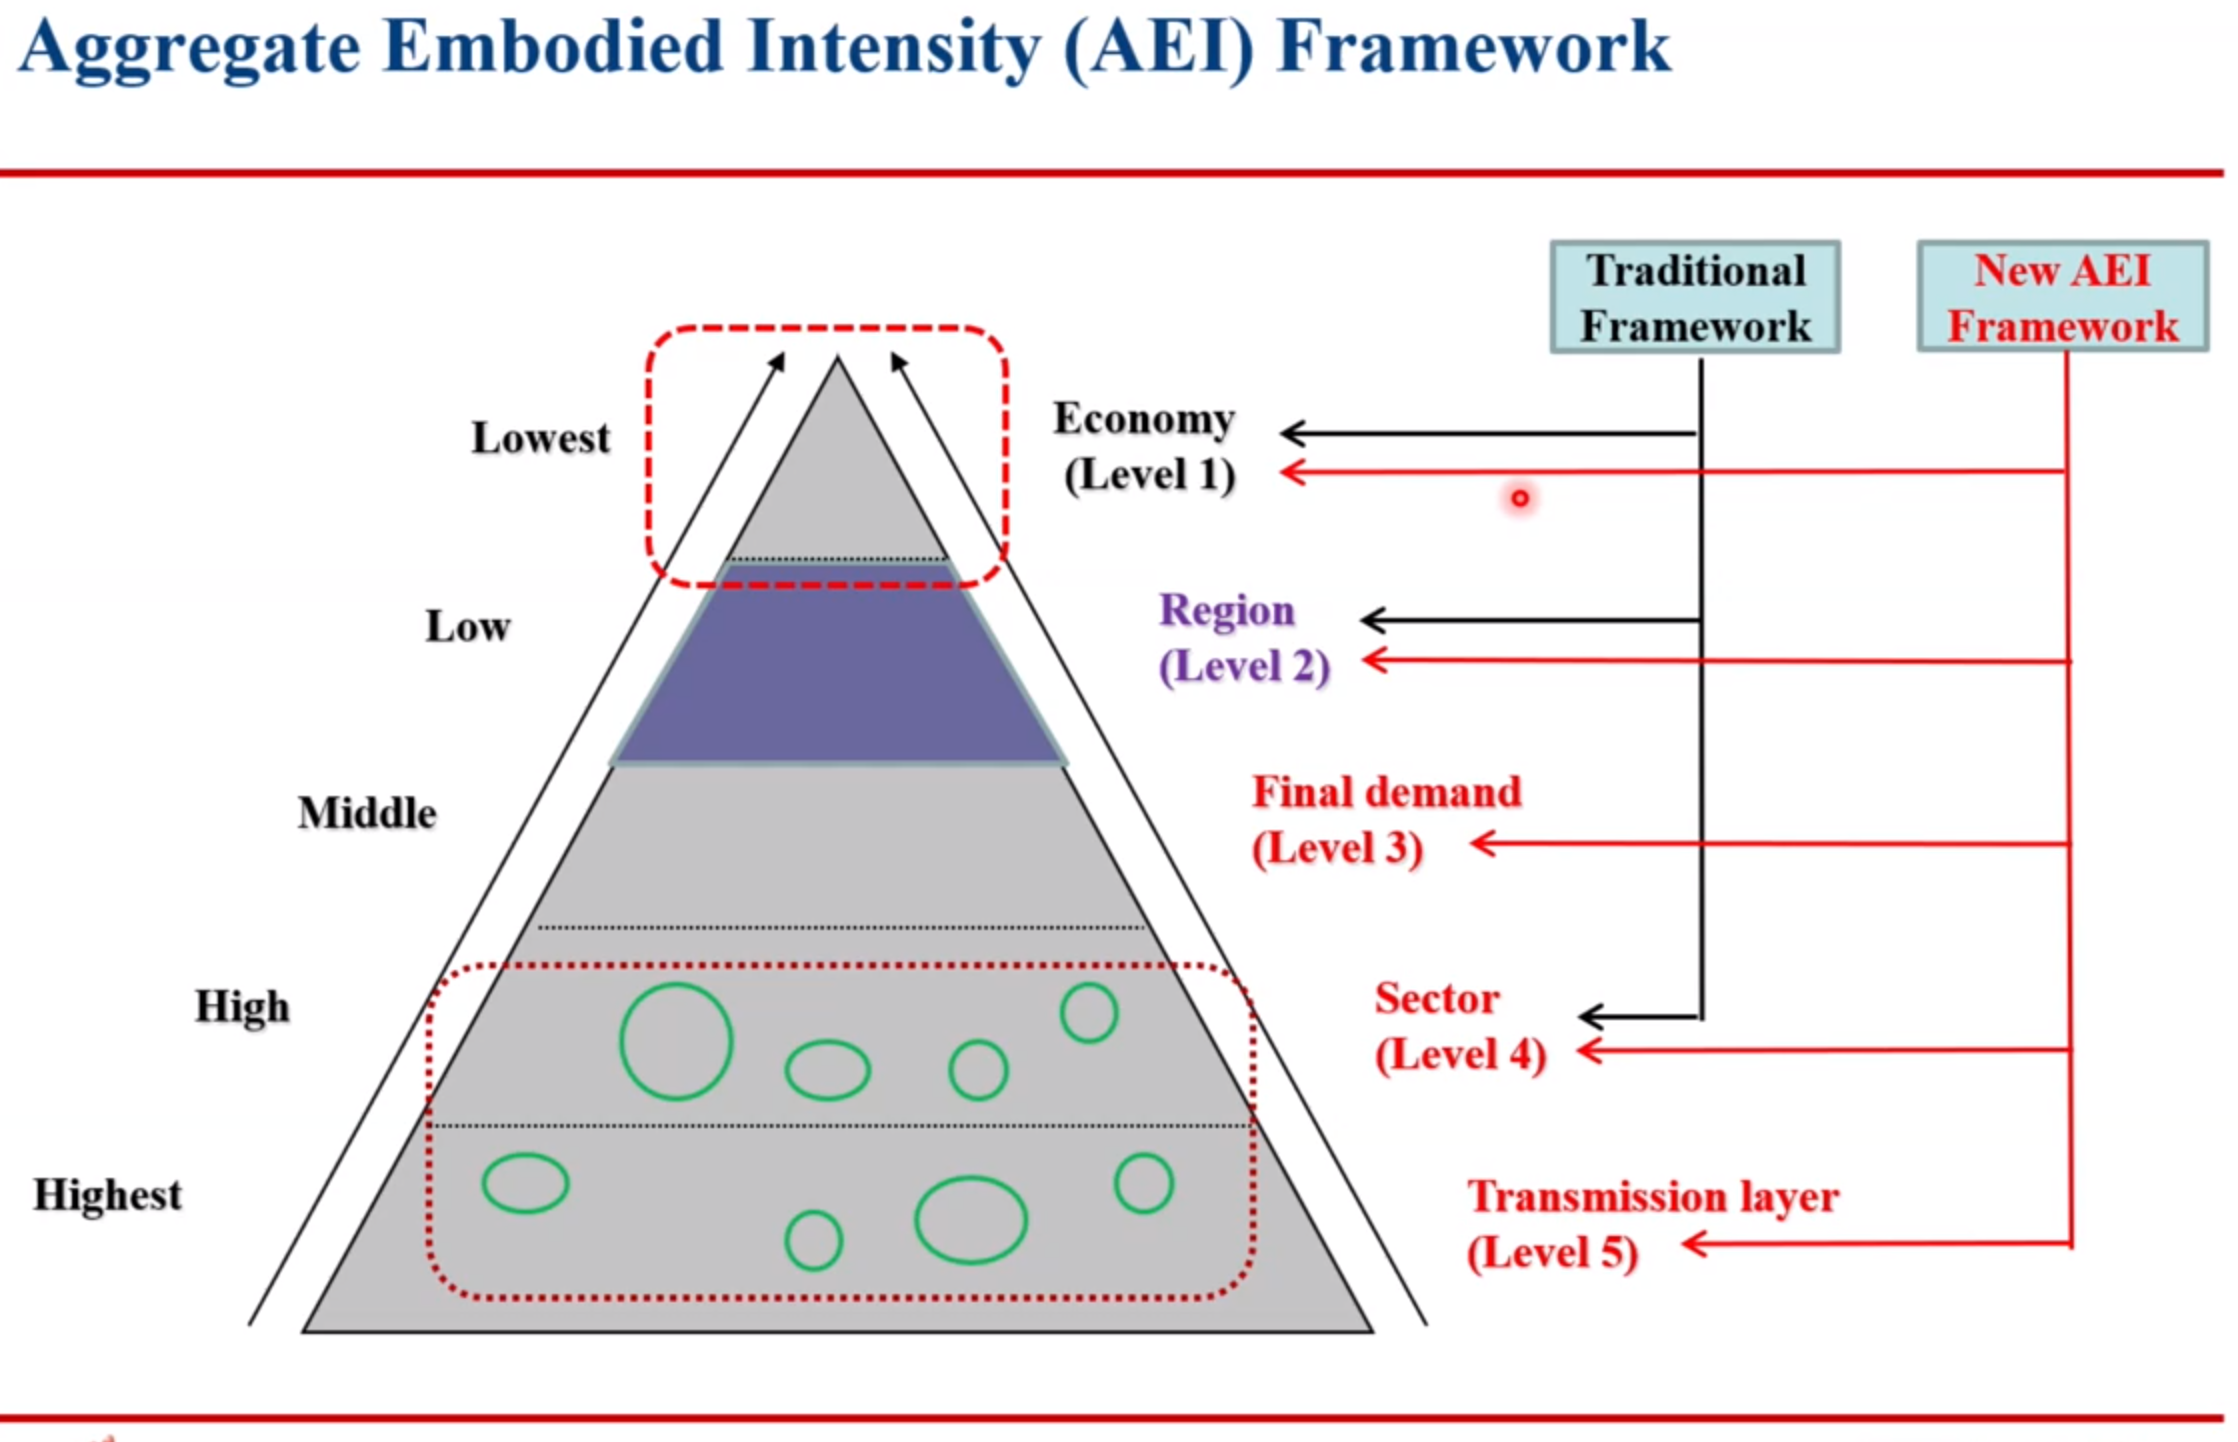 Aggregate Embodied Intensity (AEI) Framework
Traditional
Framework
New AEI
Framework
Lowest
Economy
(Level 1)
Low
Region
(Level 2)
Middle
Final demand
(Level 3)
High
Sector
(Level 4)
Highest
Transmission layer
(Level 5)